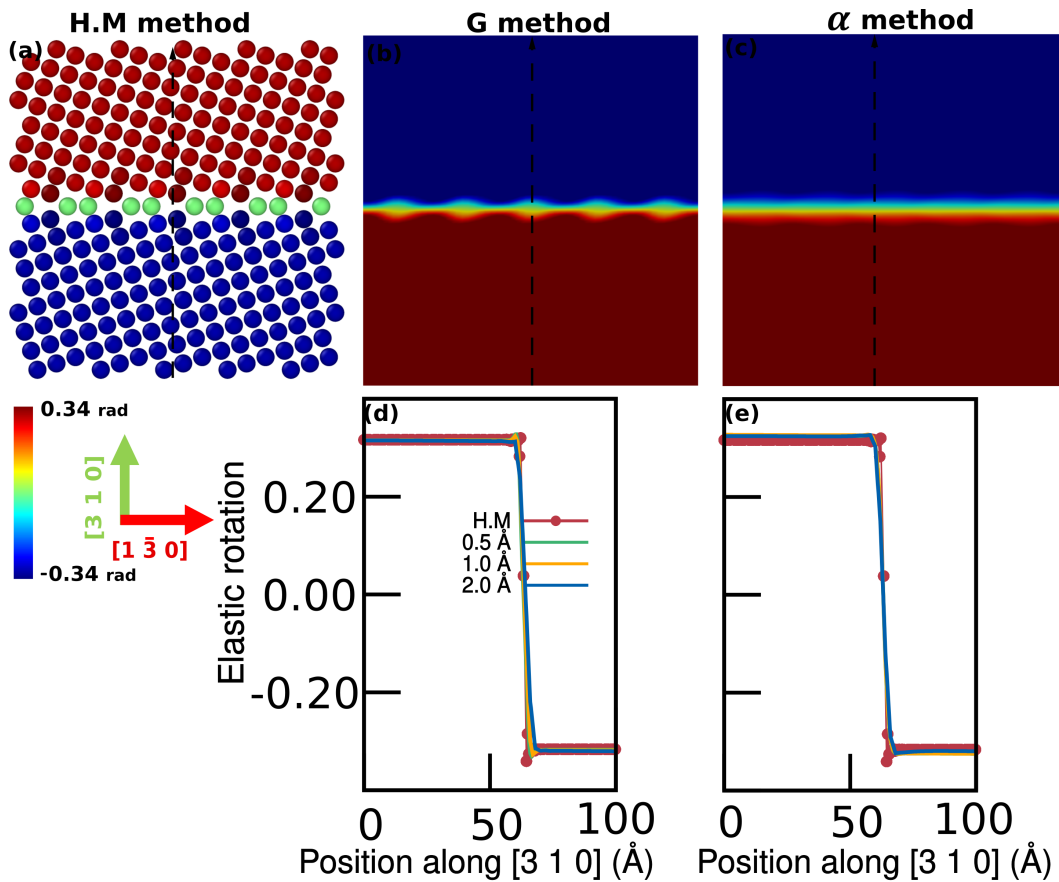 H.M method
G method
α method
(a)
(b)
(c)
0.34 rad
-0.34 rad
[3 1 0]
[1 3̄ 0]
(d)
(e)
Elastic rotation
0.20
0.00
-0.20
H.M
0.5 Å
1.0 Å
2.0 Å
0 50 100
0 50 100
Position along [3 1 0] (Å)
Position along [3 1 0] (Å)